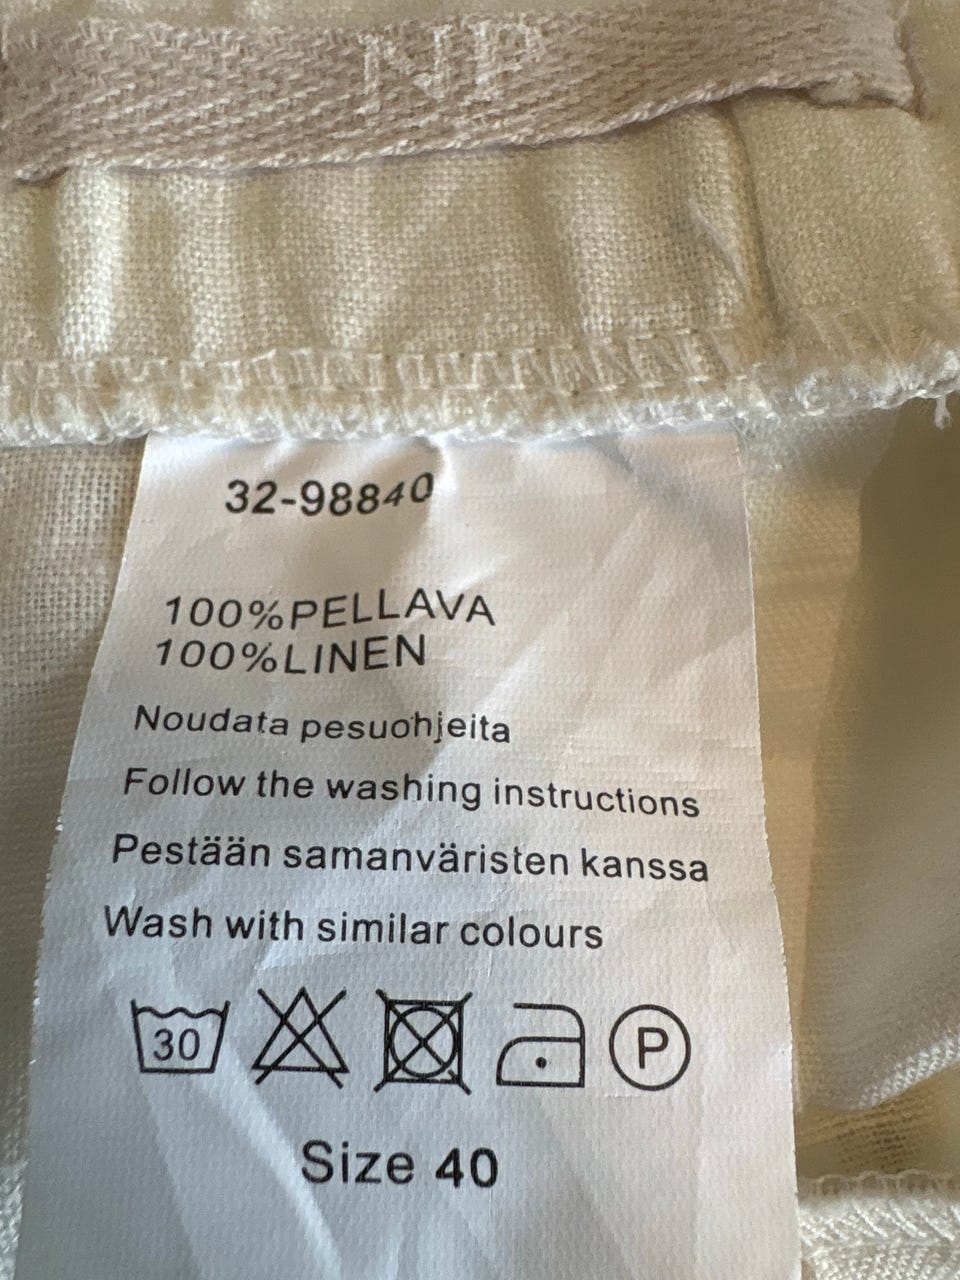 NP
32-98840
100%PELLAVA
100%LINEN
Noudata pesuohjeita
Follow the washing instructions
Pestään samanväristen kanssa
Wash with similar colours
30 P
Size 40